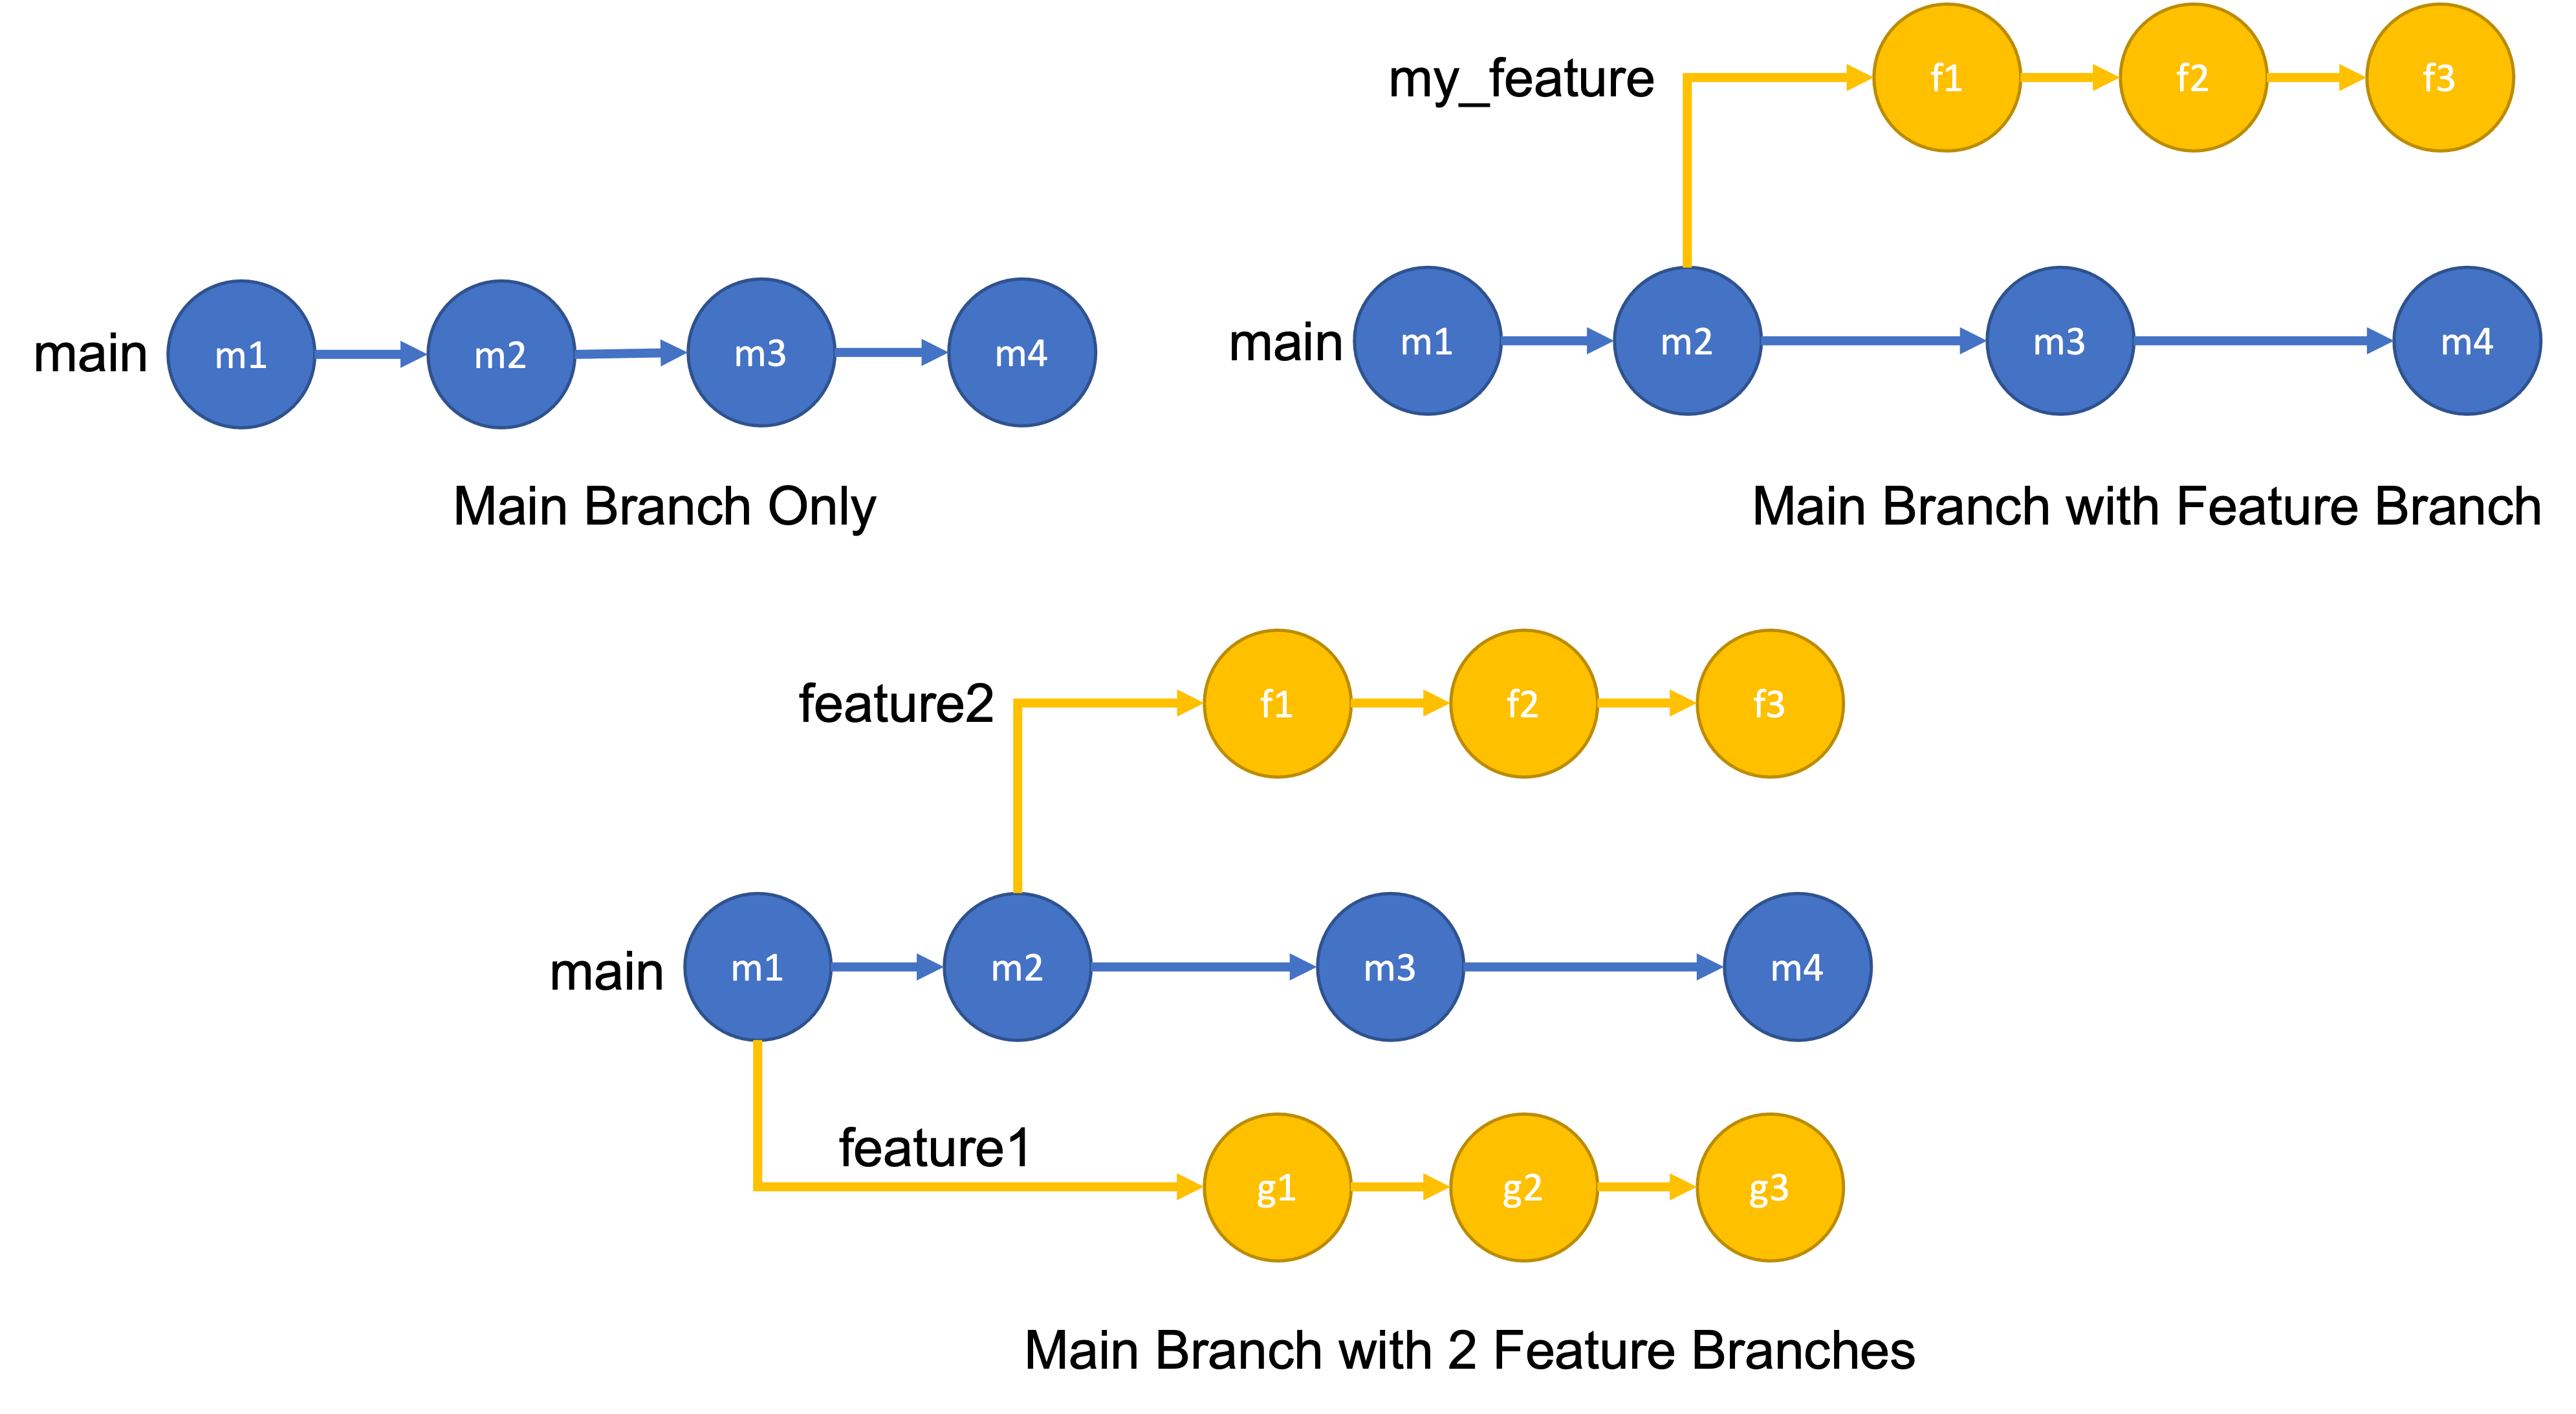 main
m1
m2
m3
m4
Main Branch Only
my_feature
f1
f2
f3
main
m1
m2
m3
m4
Main Branch with Feature Branch
feature2
f1
f2
f3
main
m1
m2
m3
m4
feature1
g1
g2
g3
Main Branch with 2 Feature Branches